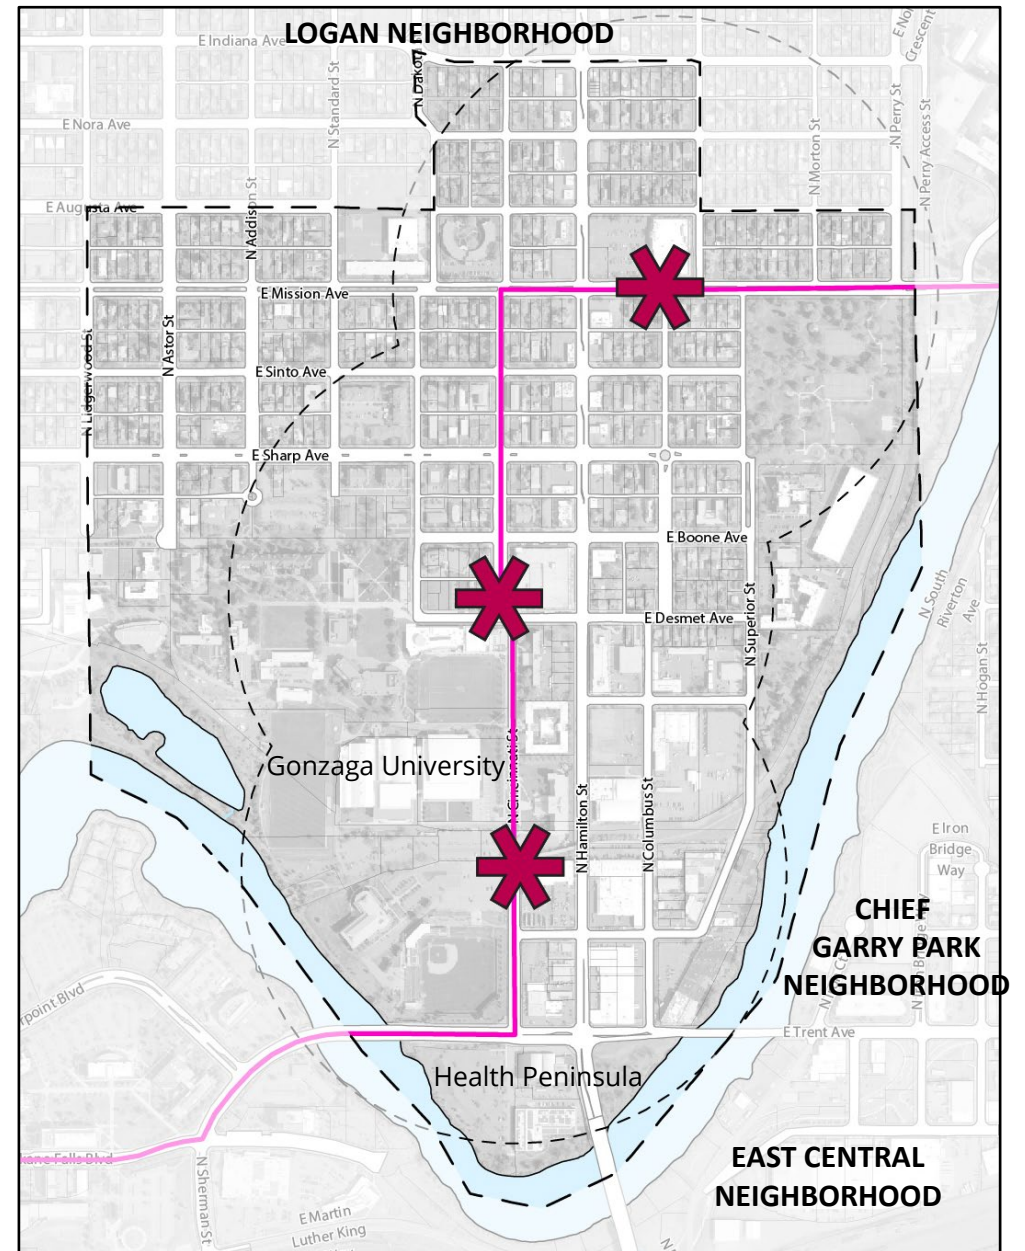 LOGAN NEIGHBORHOOD
E Indiana Ave
N Dakota
Crescent
N Standard St
N Perry St
E Nora Ave
N Morton St
N Perry Access St
E Augusta Ave
N Addison St
E Mission Ave
N Astor St
N Lidgerwood St
E Sinto Ave
E Sharp Ave
E Boone Ave
N South
Riverton
Ave
E Desmet Ave
N Superior St
N Hogan St
Gonzaga University
N Cincinnati St
N Hamilton St
N Columbus St
E Iron
Bridge
Way
CHIEF
GARRY PARK
NEIGHBORHOOD
E Trent Ave
Health Peninsula
N Sherman St
EAST CENTRAL
NEIGHBORHOOD
E Martin
Luther King